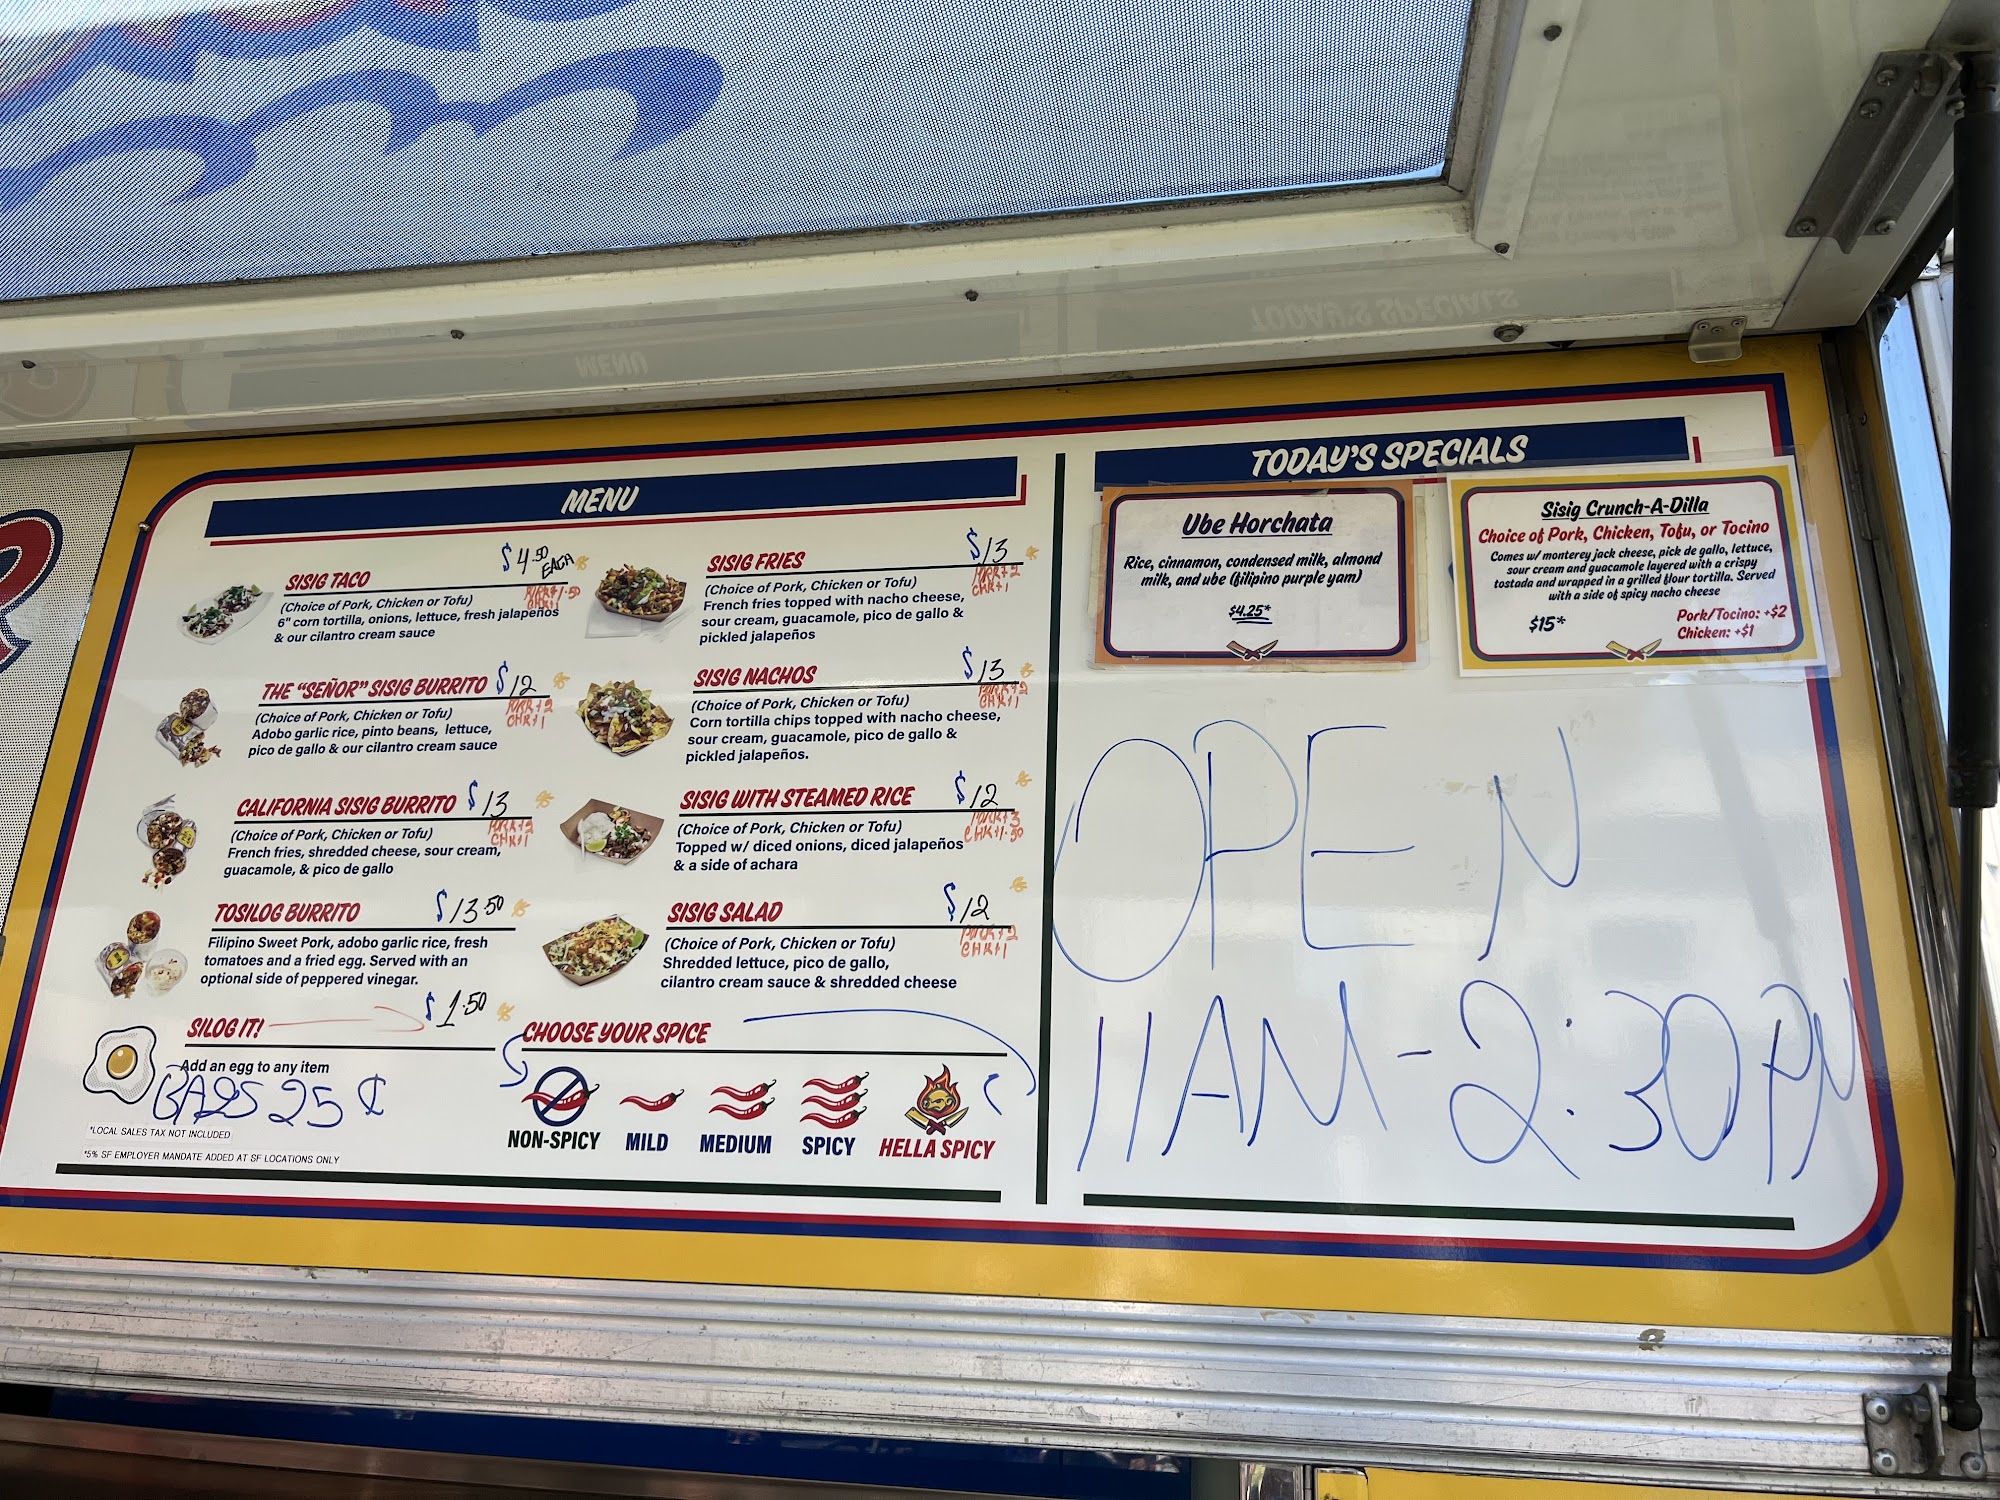 MENU
SISIG TACO $4.50 EACH
(Choice of Pork, Chicken or Tofu)
6" corn tortilla, onions, lettuce, fresh jalapeños
& our cilantro cream sauce
THE "SEÑOR" SISIG BURRITO $12
(Choice of Pork, Chicken or Tofu)
Adobo garlic rice, pinto beans, lettuce,
pico de gallo & our cilantro cream sauce
CALIFORNIA SISIG BURRITO $13
(Choice of Pork, Chicken or Tofu)
French fries, shredded cheese, sour cream,
guacamole, & pico de gallo
TOSILOG BURRITO $13.50
Filipino Sweet Pork, adobo garlic rice, fresh
tomatoes and a fried egg. Served with an
optional side of peppered vinegar.
SILOG IT! $1.50
Add an egg to any item
BAGS 25¢
*LOCAL SALES TAX NOT INCLUDED
*5% SF EMPLOYER MANDATE ADDED AT SF LOCATIONS ONLY
SISIG FRIES $13
(Choice of Pork, Chicken or Tofu)
French fries topped with nacho cheese,
sour cream, guacamole, pico de gallo &
pickled jalapeños
SISIG NACHOS $13
(Choice of Pork, Chicken or Tofu)
Corn tortilla chips topped with nacho cheese,
sour cream, guacamole, pico de gallo &
pickled jalapeños.
SISIG WITH STEAMED RICE $12
(Choice of Pork, Chicken or Tofu)
Topped w/ diced onions, diced jalapeños
& a side of achara
SISIG SALAD $12
(Choice of Pork, Chicken or Tofu)
Shredded lettuce, pico de gallo,
cilantro cream sauce & shredded cheese
CHOOSE YOUR SPICE
NON-SPICY MILD MEDIUM SPICY HELLA SPICY
TODAY'S SPECIALS
Ube Horchata
Rice, cinnamon, condensed milk, almond
milk, and ube (filipino purple yam)
$4.25*
Sisig Crunch-A-Dilla
Choice of Pork, Chicken, Tofu, or Tocino
Comes w/ monterey jack cheese, pick de gallo, lettuce,
sour cream and guacamole layered with a crispy
tostada and wrapped in a grilled flour tortilla. Served
with a side of spicy nacho cheese
$15*
Pork/Tocino: +$2
Chicken: +$1
OPEN
11AM-2:30PM